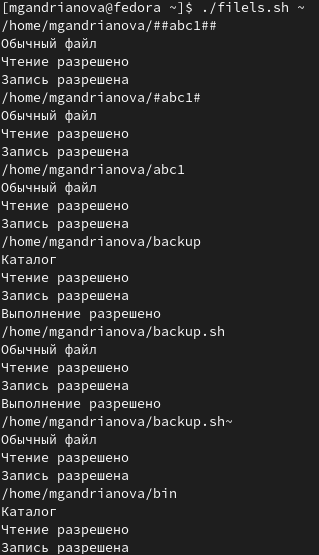 [mgandrianova@fedora ~]$ ./filels.sh ~
/home/mgandrianova/##abc1##
Обычный файл
Чтение разрешено
Запись разрешена
/home/mgandrianova/#abc1#
Обычный файл
Чтение разрешено
Запись разрешена
/home/mgandrianova/abc1
Обычный файл
Чтение разрешено
Запись разрешена
/home/mgandrianova/backup
Каталог
Чтение разрешено
Запись разрешена
Выполнение разрешено
/home/mgandrianova/backup.sh
Обычный файл
Чтение разрешено
Запись разрешена
Выполнение разрешено
/home/mgandrianova/backup.sh~
Обычный файл
Чтение разрешено
Запись разрешена
/home/mgandrianova/bin
Каталог
Чтение разрешено
Запись разрешена